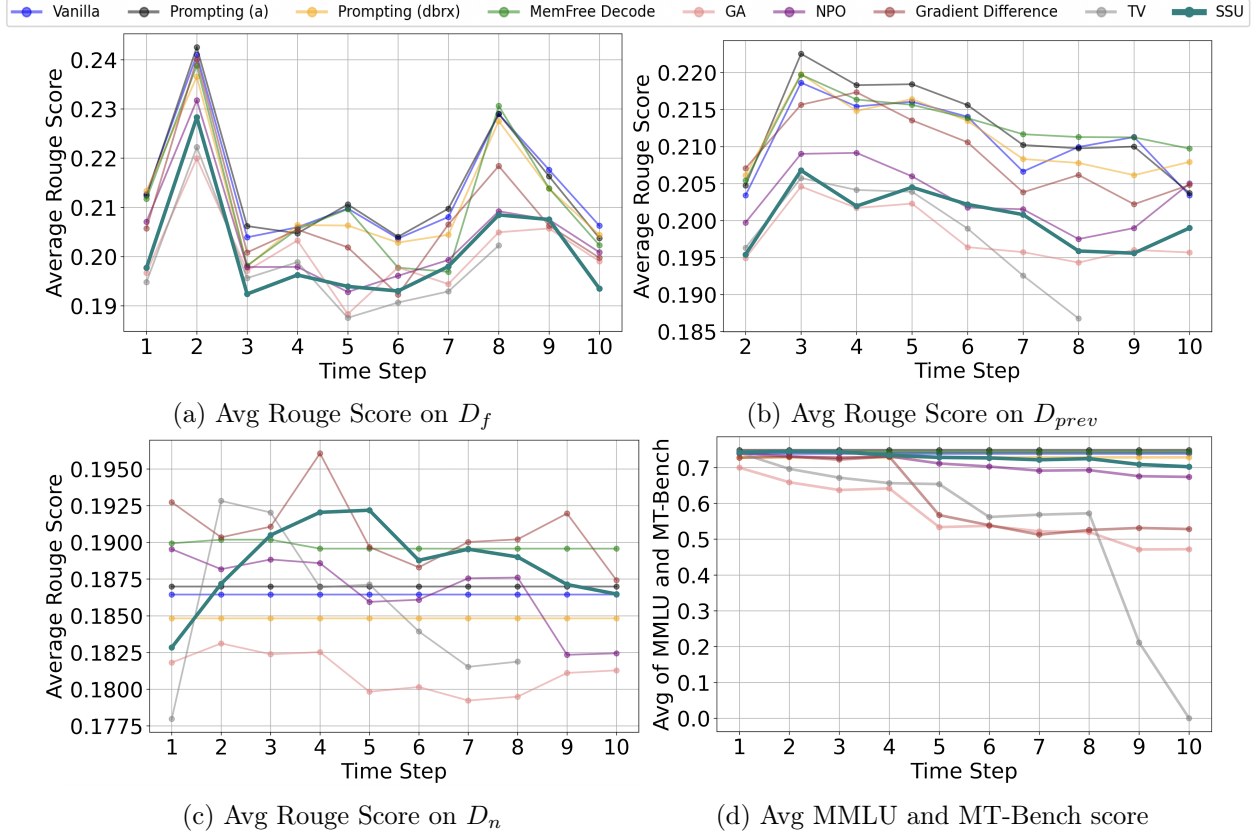 Vanilla Prompting (a) Prompting (dbrx) MemFree Decode GA NPO Gradient Difference TV SSU
0.24
0.23
0.22
0.21
0.20
0.19
Average Rouge Score
1 2 3 4 5 6 7 8 9 10
Time Step
(a) Avg Rouge Score on D_f
0.220
0.215
0.210
0.205
0.200
0.195
0.190
0.185
Average Rouge Score
2 3 4 5 6 7 8 9 10
Time Step
(b) Avg Rouge Score on D_prev
0.1950
0.1925
0.1900
0.1875
0.1850
0.1825
0.1800
0.1775
Average Rouge Score
1 2 3 4 5 6 7 8 9 10
Time Step
(c) Avg Rouge Score on D_n
0.7
0.6
0.5
0.4
0.3
0.2
0.1
0.0
Avg of MMLU and MT-Bench
1 2 3 4 5 6 7 8 9 10
Time Step
(d) Avg MMLU and MT-Bench score